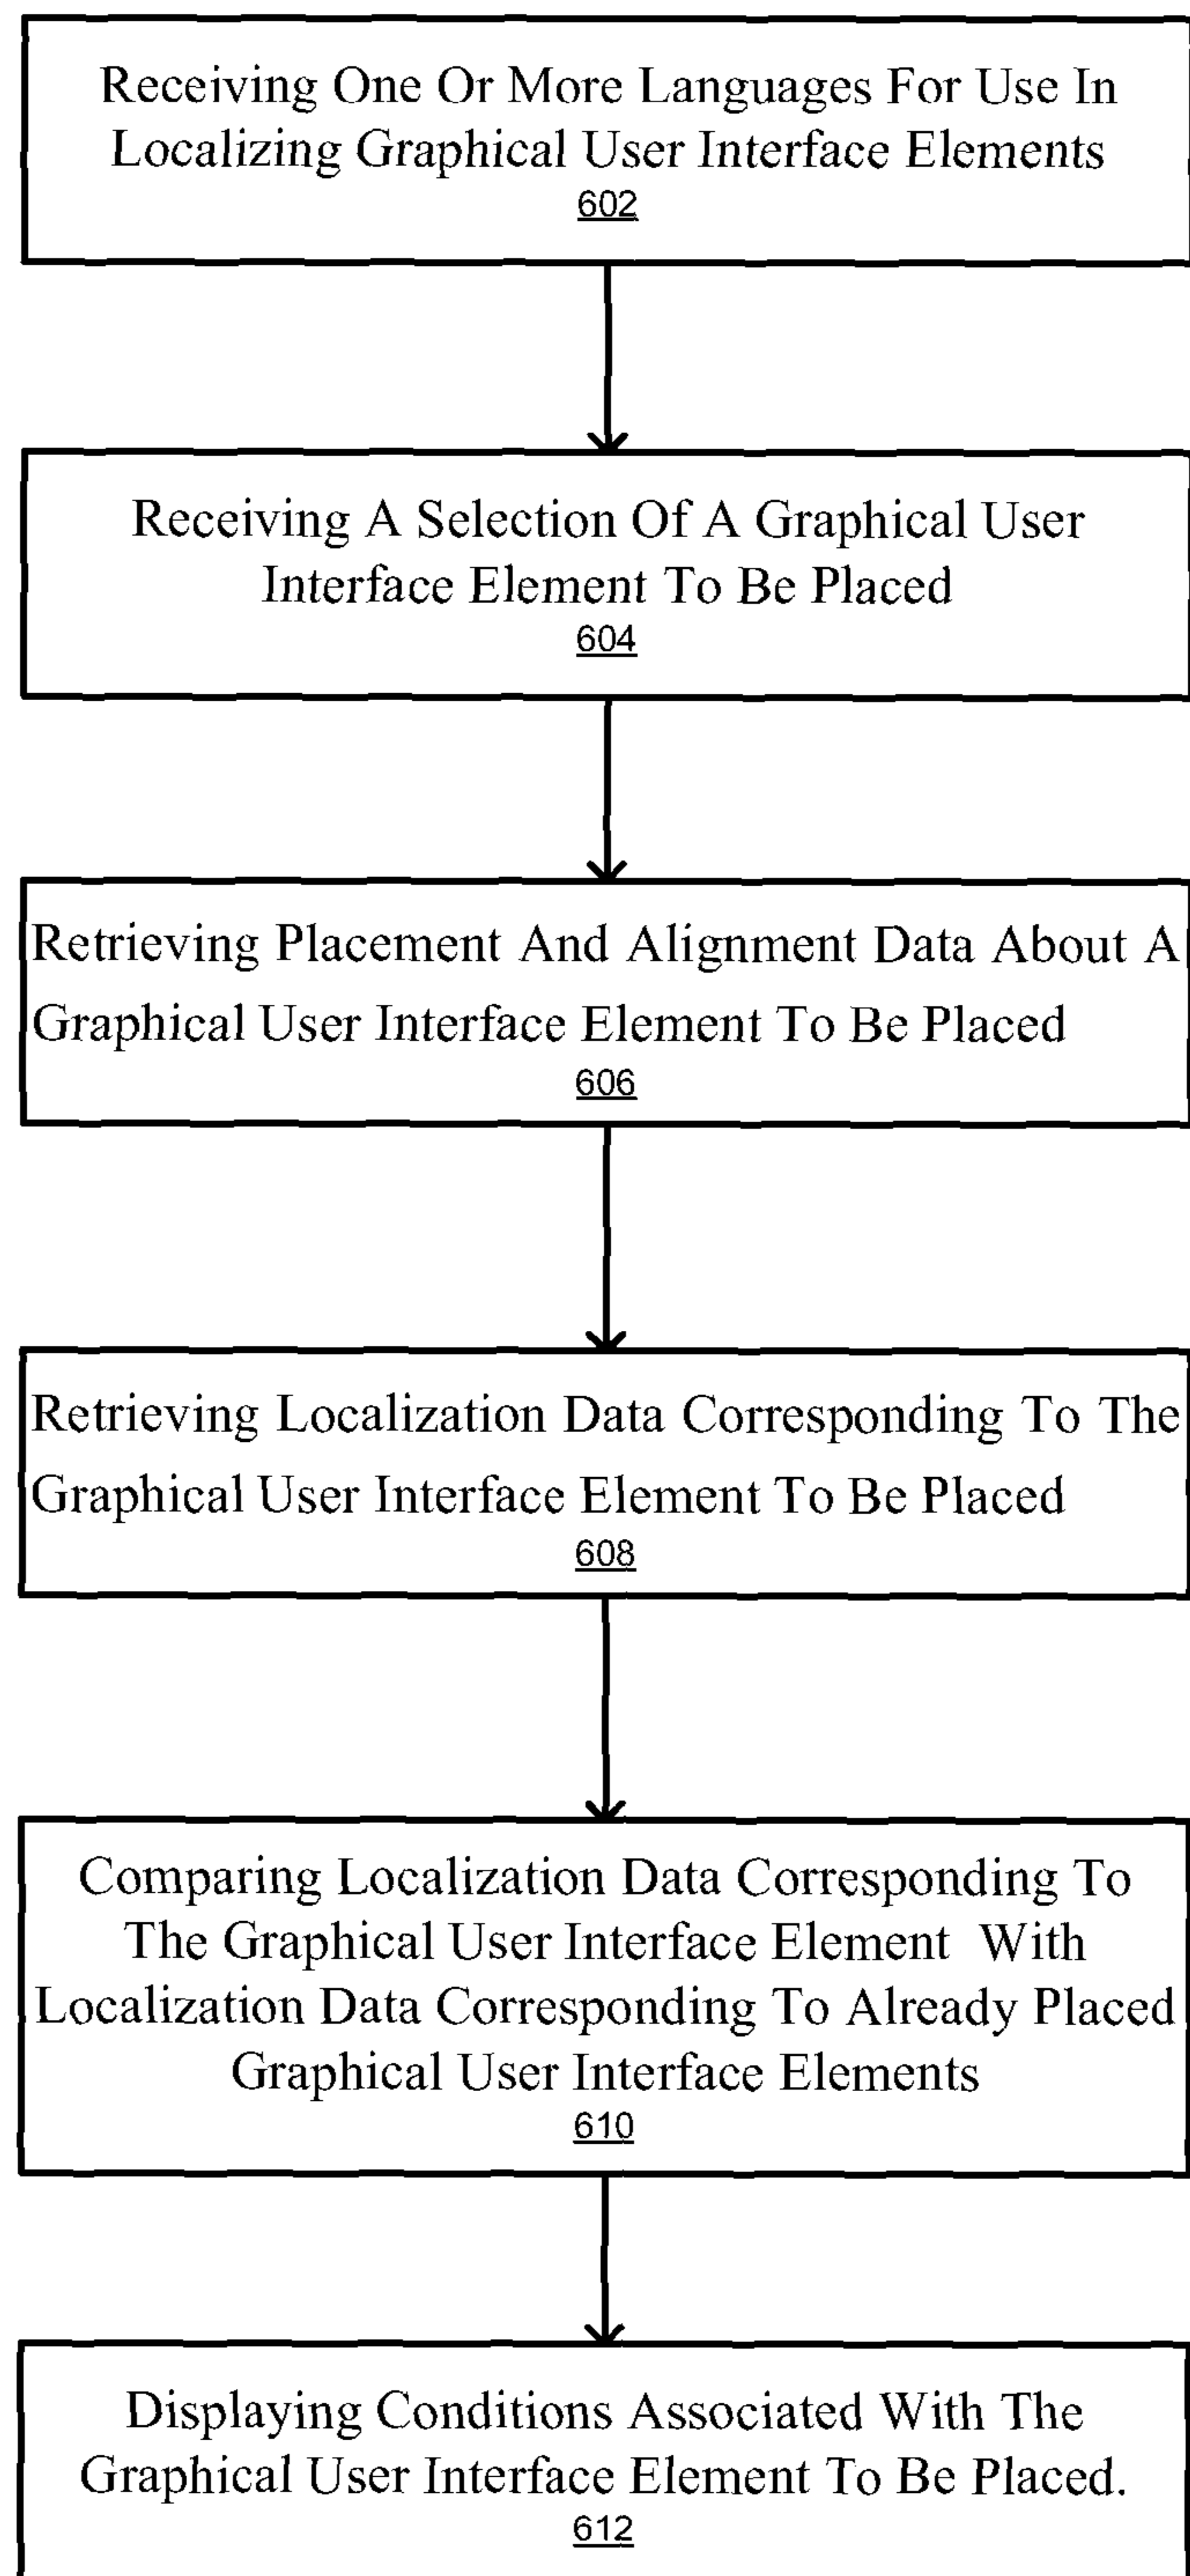 Receiving One Or More Languages For Use In
Localizing Graphical User Interface Elements
602
Receiving A Selection Of A Graphical User
Interface Element To Be Placed
604
Retrieving Placement And Alignment Data About A
Graphical User Interface Element To Be Placed
606
Retrieving Localization Data Corresponding To The
Graphical User Interface Element To Be Placed
608
Comparing Localization Data Corresponding To
The Graphical User Interface Element With
Localization Data Corresponding To Already Placed
Graphical User Interface Elements
610
Displaying Conditions Associated With The
Graphical User Interface Element To Be Placed.
612